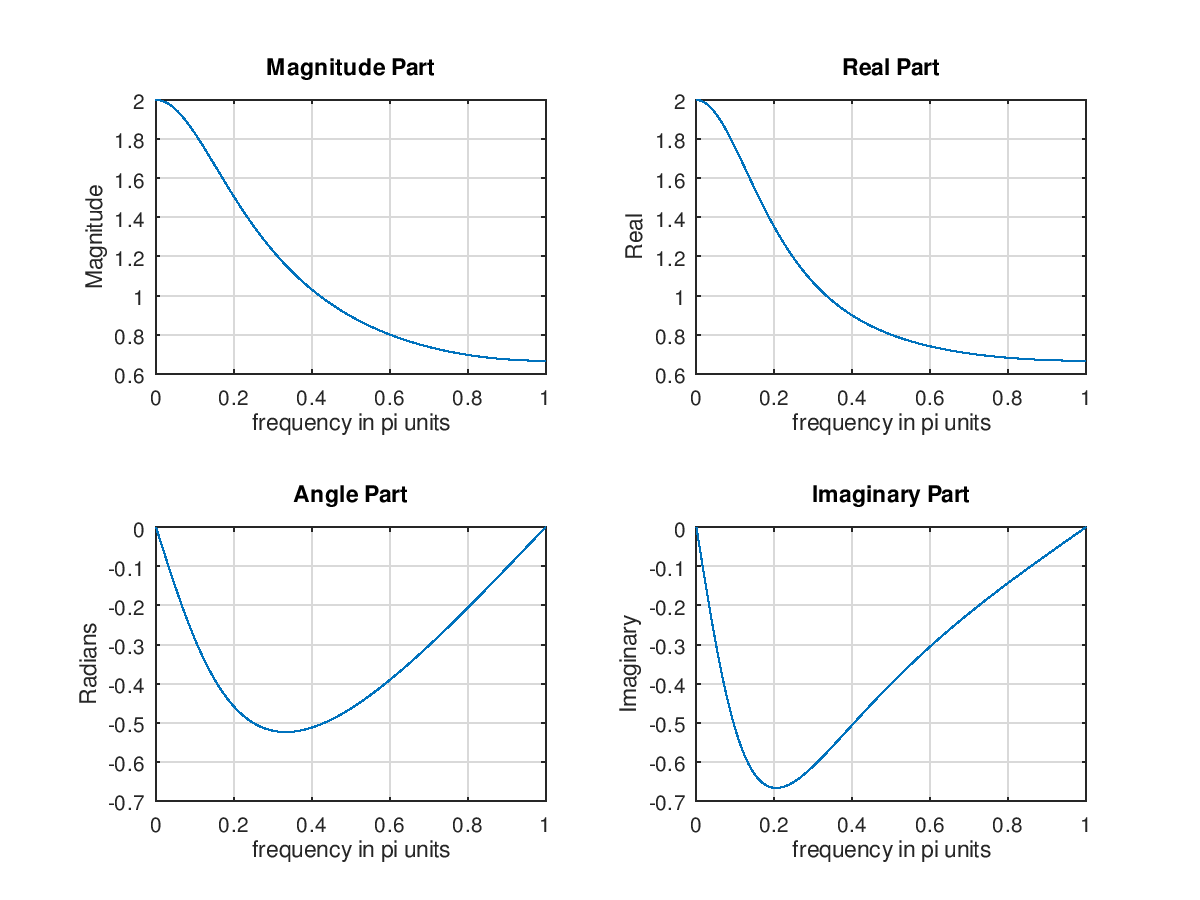 Magnitude Part
Magnitude
2
1.8
1.6
1.4
1.2
1
0.8
0.6
0 0.2 0.4 0.6 0.8 1
frequency in pi units
Real Part
Real
2
1.8
1.6
1.4
1.2
1
0.8
0.6
0 0.2 0.4 0.6 0.8 1
frequency in pi units
Angle Part
Radians
0
-0.1
-0.2
-0.3
-0.4
-0.5
-0.6
-0.7
0 0.2 0.4 0.6 0.8 1
frequency in pi units
Imaginary Part
Imaginary
0
-0.1
-0.2
-0.3
-0.4
-0.5
-0.6
-0.7
0 0.2 0.4 0.6 0.8 1
frequency in pi units